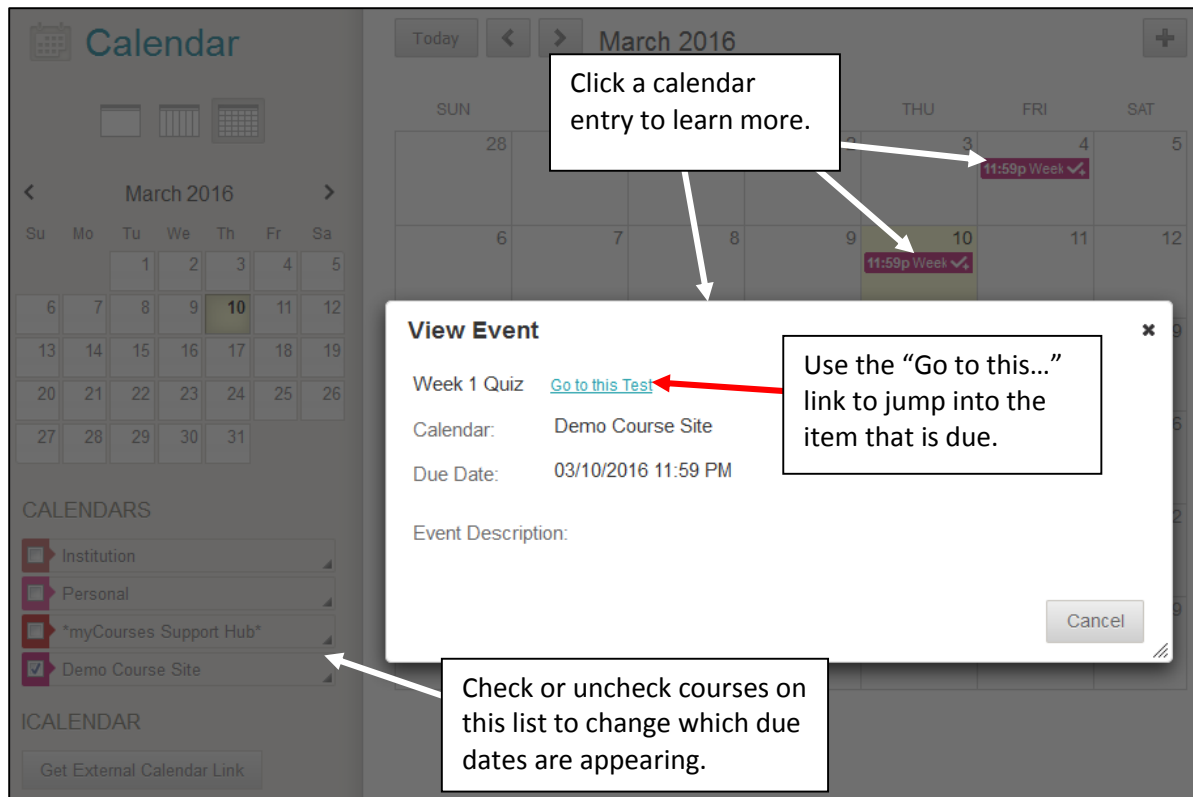 Calendar
Today
March 2016
Click a calendar
entry to learn more.
SUN
THU
FRI
SAT
28
2
3
4
5
11:59p Week
6
7
8
9
10
11
12
11:59p Week
March 2016
Su Mo Tu We Th Fr Sa
1 2 3 4 5
6 7 8 9 10 11 12
13 14 15 16 17 18 19
20 21 22 23 24 25 26
27 28 29 30 31
CALENDARS
Institution
Personal
*myCourses Support Hub*
Demo Course Site
ICALENDAR
Get External Calendar Link
View Event
9
Week 1 Quiz Go to this Test
Calendar: Demo Course Site
Due Date: 03/10/2016 11:59 PM
Event Description:
Cancel
Use the “Go to this…”
link to jump into the
item that is due.
6
2
9
Check or uncheck courses on
this list to change which due
dates are appearing.